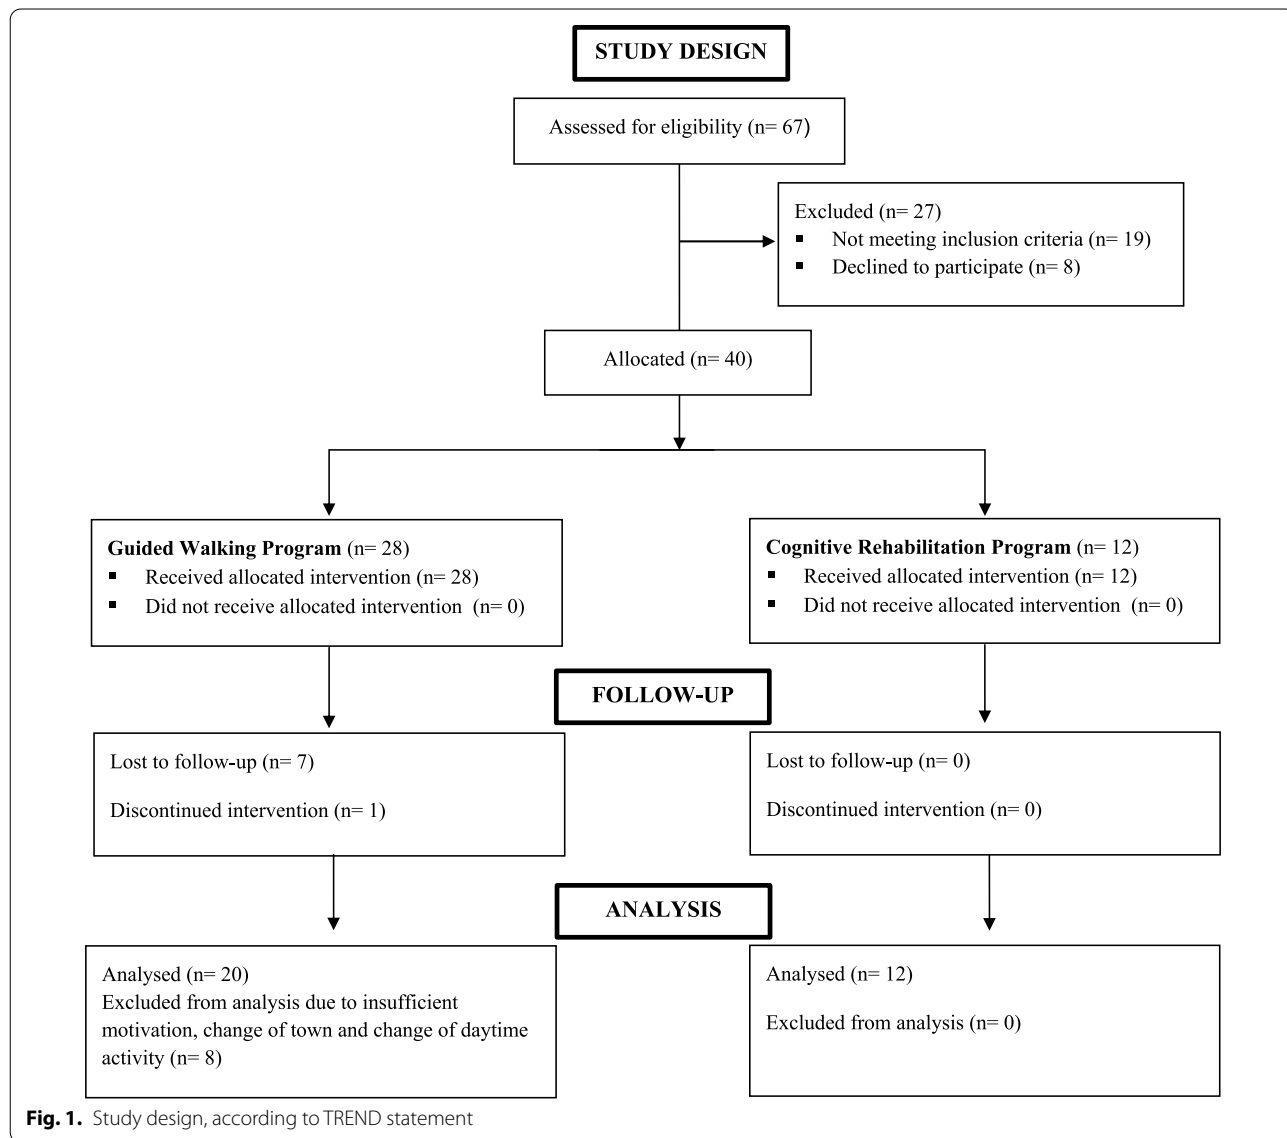 STUDY DESIGN
Assessed for eligibility (n= 67)
Excluded (n= 27)
▪ Not meeting inclusion criteria (n= 19)
▪ Declined to participate (n= 8)
Allocated (n= 40)
Guided Walking Program (n= 28)
▪ Received allocated intervention (n= 28)
▪ Did not receive allocated intervention (n= 0)
Cognitive Rehabilitation Program (n= 12)
▪ Received allocated intervention (n= 12)
▪ Did not receive allocated intervention (n= 0)
FOLLOW-UP
Lost to follow-up (n= 7)
Discontinued intervention (n= 1)
Lost to follow-up (n= 0)
Discontinued intervention (n= 0)
ANALYSIS
Analysed (n= 20)
Excluded from analysis due to insufficient
motivation, change of town and change of daytime
activity (n= 8)
Analysed (n= 12)
Excluded from analysis (n= 0)
Fig. 1. Study design, according to TREND statement